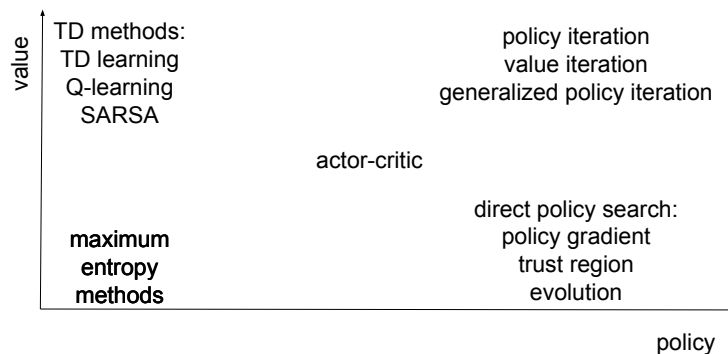 value
TD methods:
TD learning
Q-learning
SARSA
policy iteration
value iteration
generalized policy iteration
actor-critic
maximum
entropy
methods
direct policy search:
policy gradient
trust region
evolution
policy